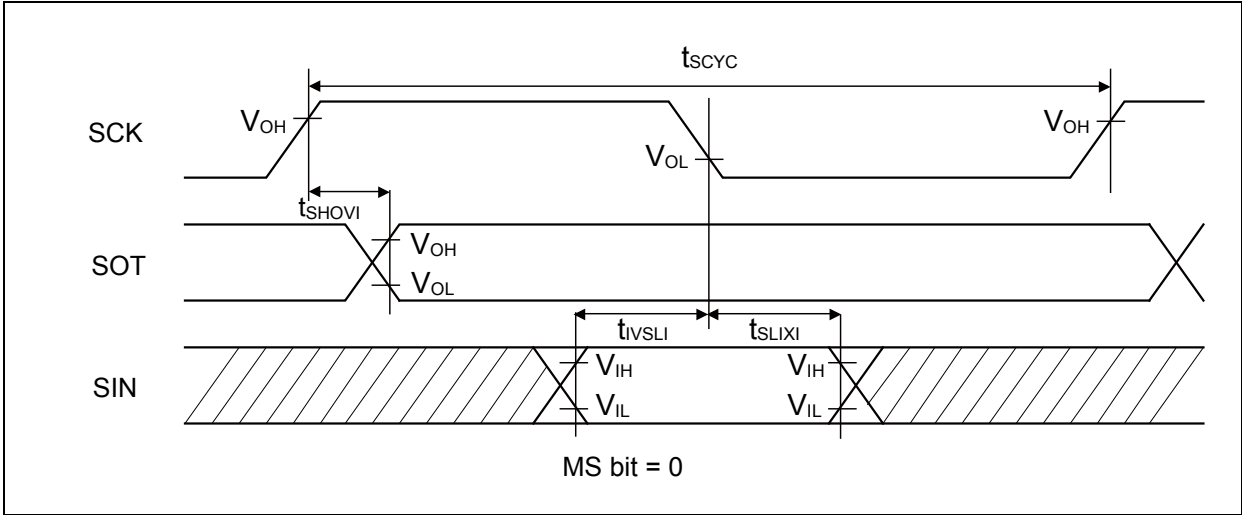 tSCYC
SCK
VOH
VOL
VOH
tSHOVI
SOT
VOH
VOL
tIVSLI
tSLIXI
SIN
VIH
VIH
VIL
VIL
MS bit = 0